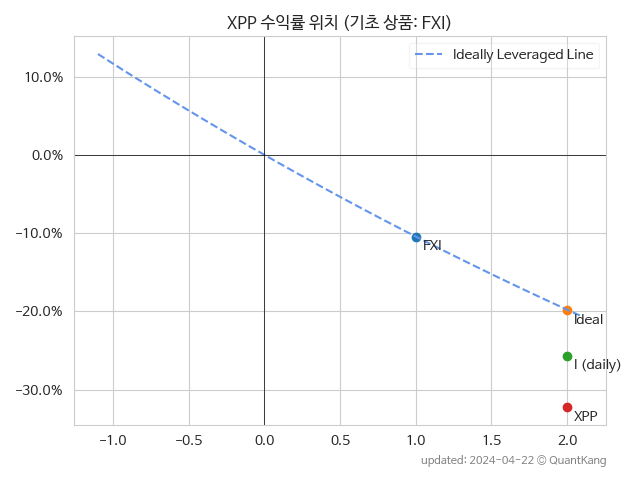 XPP 수익률 위치 (기초 상품: FXI)
Ideally Leveraged Line
10.0%
0.0%
−10.0%
−20.0%
−30.0%
FXI
Ideal
I (daily)
XPP
−1.0
−0.5
0.0
0.5
1.0
1.5
2.0
updated: 2024-04-22 © QuantKang